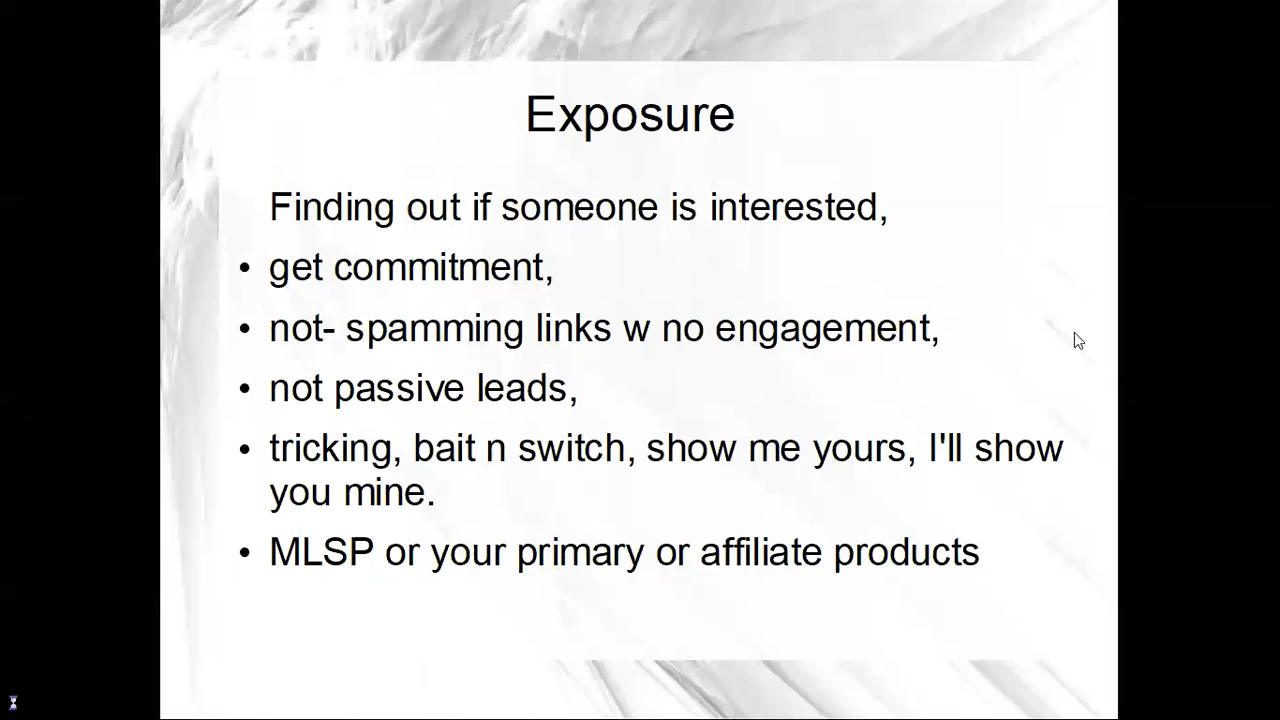 Exposure
Finding out if someone is interested,
• get commitment,
• not- spamming links w no engagement,
• not passive leads,
• tricking, bait n switch, show me yours, I'll show
you mine.
• MLSP or your primary or affiliate products